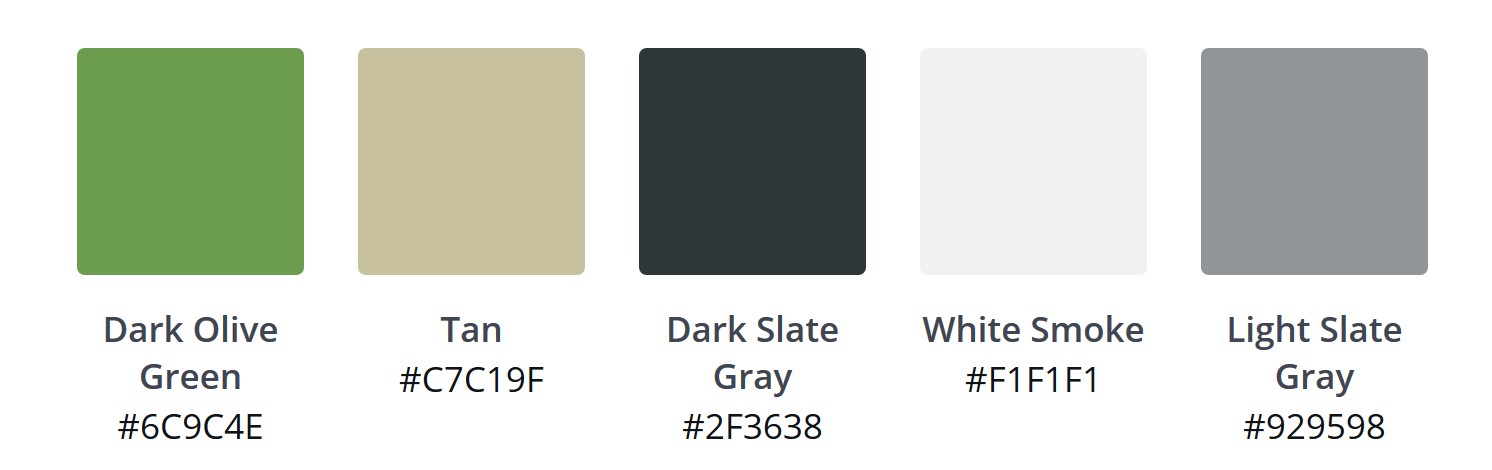 Dark Olive
Green
#6C9C4E
Tan
#C7C19F
Dark Slate
Gray
#2F3638
White Smoke
#F1F1F1
Light Slate
Gray
#929598